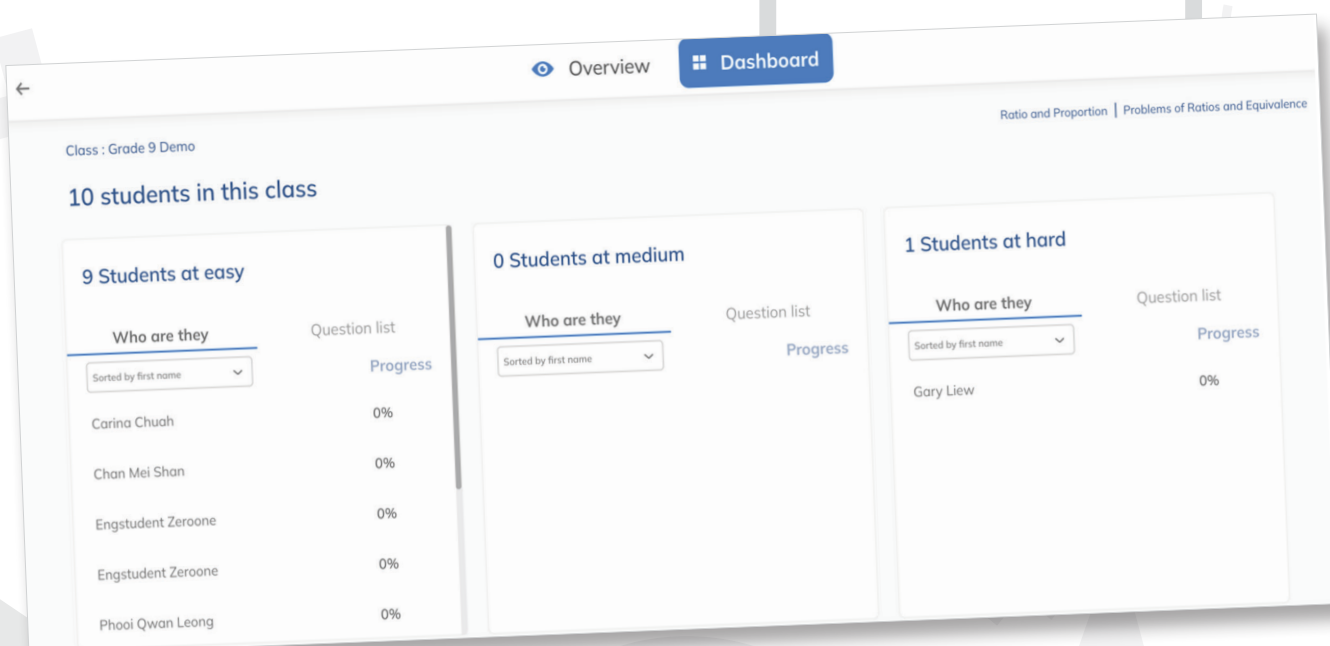 Overview
Dashboard
Ratio and Proportion | Problems of Ratios and Equivalence
Class : Grade 9 Demo
10 students in this class
9 Students at easy
Who are they
Question list
Sorted by first name
Progress
Carina Chuah
0%
Chan Mei Shan
0%
Engstudent Zeroone
0%
Engstudent Zeroone
0%
Phooi Qwan Leong
0%
0 Students at medium
Who are they
Question list
Sorted by first name
Progress
1 Students at hard
Who are they
Question list
Sorted by first name
Progress
Gary Liew
0%